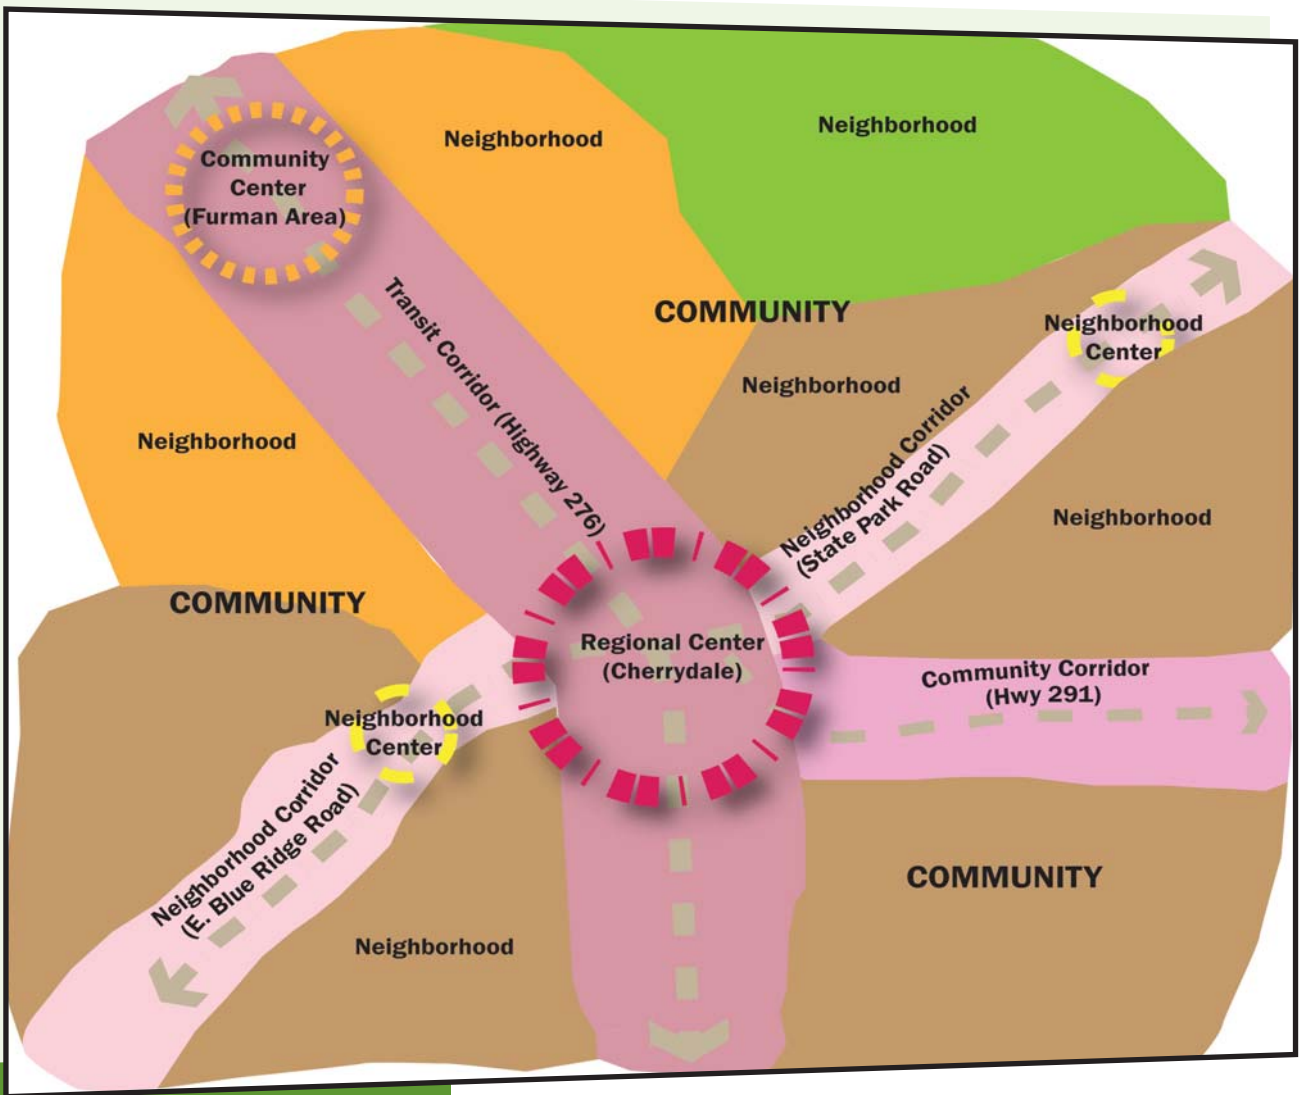 Neighborhood
Neighborhood
Community
Center
(Furman Area)
Transit Corridor (Highway 276)
COMMUNITY
Neighborhood
Center
Neighborhood
Neighborhood
Neighborhood Corridor
(State Park Road)
Neighborhood
COMMUNITY
Regional Center
(Cherrydale)
Community Corridor
(Hwy 291)
Neighborhood
Center
Neighborhood Corridor
(E. Blue Ridge Road)
COMMUNITY
Neighborhood